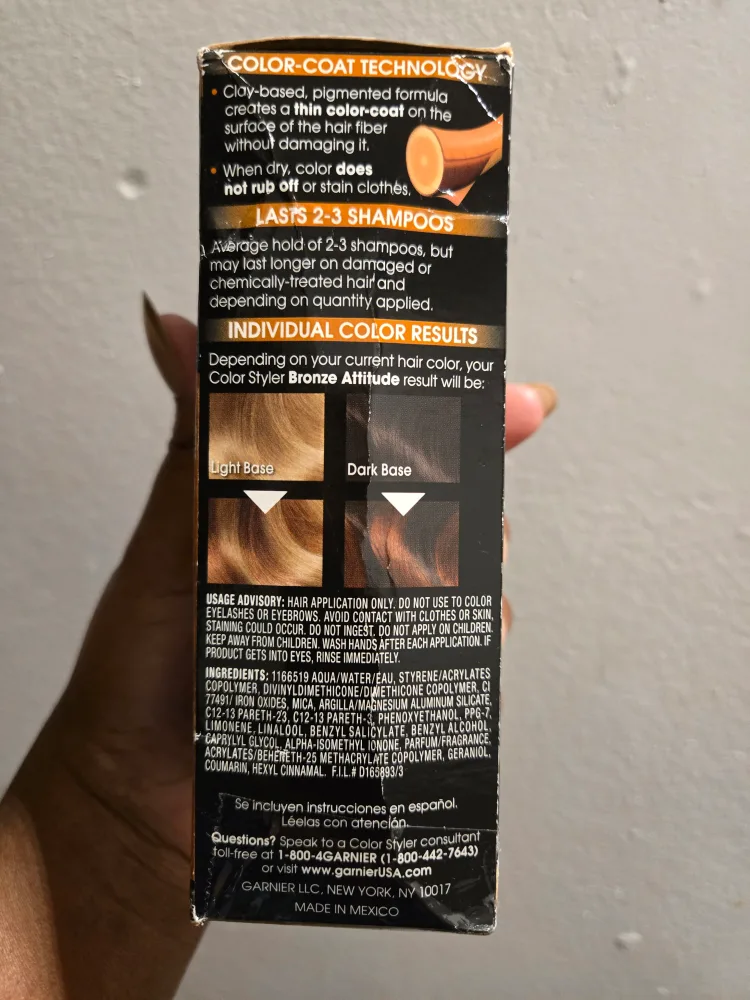 COLOR-COAT TECHNOLOGY
• Clay-based, pigmented formula
creates a thin color-coat on the
surface of the hair fiber
without damaging it.
• When dry, color does
not rub off or stain clothes.
LASTS 2-3 SHAMPOOS
Average hold of 2-3 shampoos, but
may last longer on damaged or
chemically-treated hair and
depending on quantity applied.
INDIVIDUAL COLOR RESULTS
Depending on your current hair color, your
Color Styler Bronze Attitude result will be:
Light Base
Dark Base
USAGE ADVISORY: HAIR APPLICATION ONLY. DO NOT USE TO COLOR
EYELASHES OR EYEBROWS. AVOID CONTACT WITH CLOTHES OR SKIN,
STAINING COULD OCCUR. DO NOT INGEST. DO NOT APPLY ON CHILDREN.
KEEP AWAY FROM CHILDREN. WASH HANDS AFTER EACH APPLICATION. IF
PRODUCT GETS INTO EYES, RINSE IMMEDIATELY.
INGREDIENTS: 1166519 AQUA/WATER/EAU, STYRENE/ACRYLATES
COPOLYMER, DIVINYLDIMETHICONE/DIMETHICONE COPOLYMER, CI
77491/ IRON OXIDES, MICA, ARGILLA/MAGNESIUM ALUMINUM SILICATE,
C12-13 PARETH-23, C12-13 PARETH-3, PHENOXYETHANOL, PPG-7,
LIMONENE, LINALOOL, BENZYL SALICYLATE, BENZYL ALCOHOL,
CAPRYLYL GLYCOL, ALPHA-ISOMETHYL IONONE, PARFUM/FRAGRANCE,
ACRYLATES/BEHENETH-25 METHACRYLATE COPOLYMER, GERANIOL,
COUMARIN, HEXYL CINNAMAL. F.I.L.# D165893/3
Se incluyen instrucciones en español.
Léelas con atención.
Questions? Speak to a Color Styler consultant
toll-free at 1-800-4GARNIER (1-800-442-7643)
or visit www.garnierUSA.com
GARNIER LLC, NEW YORK, NY 10017
MADE IN MEXICO